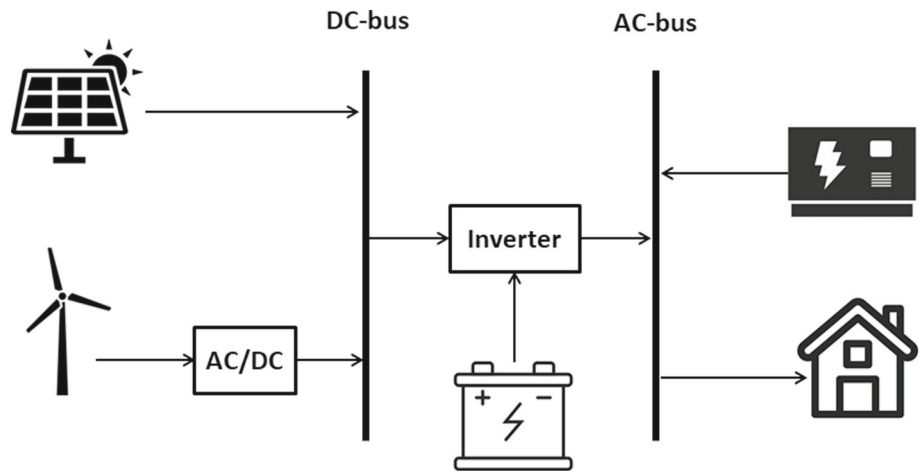 DC-bus
AC-bus
Inverter
AC/DC
+ −